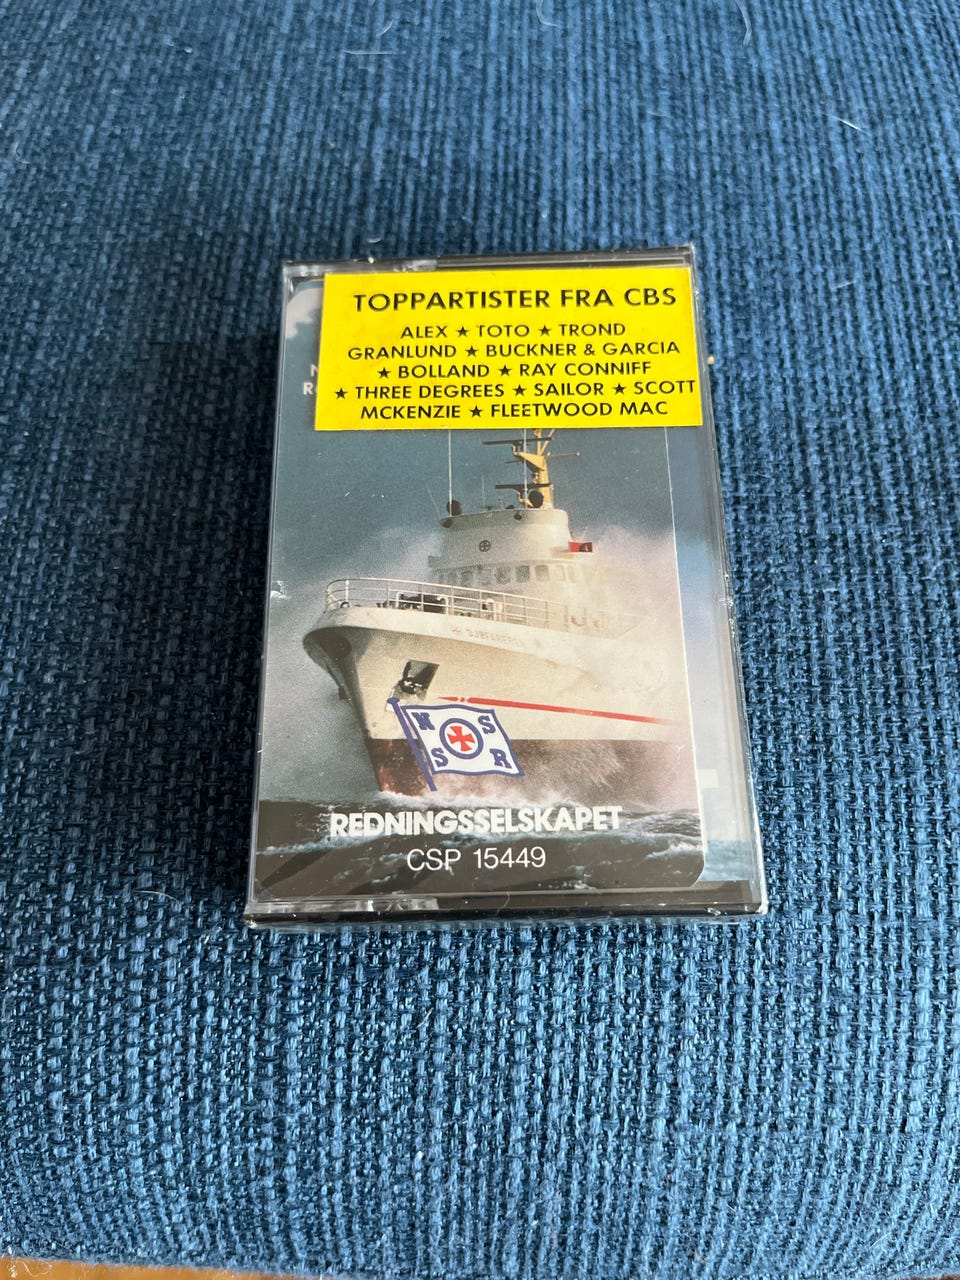 TOPPARTISTER FRA CBS
ALEX ★ TOTO ★ TROND
GRANLUND ★ BUCKNER & GARCIA
★ BOLLAND ★ RAY CONNIFF
★ THREE DEGREES ★ SAILOR ★ SCOTT
MCKENZIE ★ FLEETWOOD MAC
N S
S R
REDNINGSSELSKAPET
CSP 15449